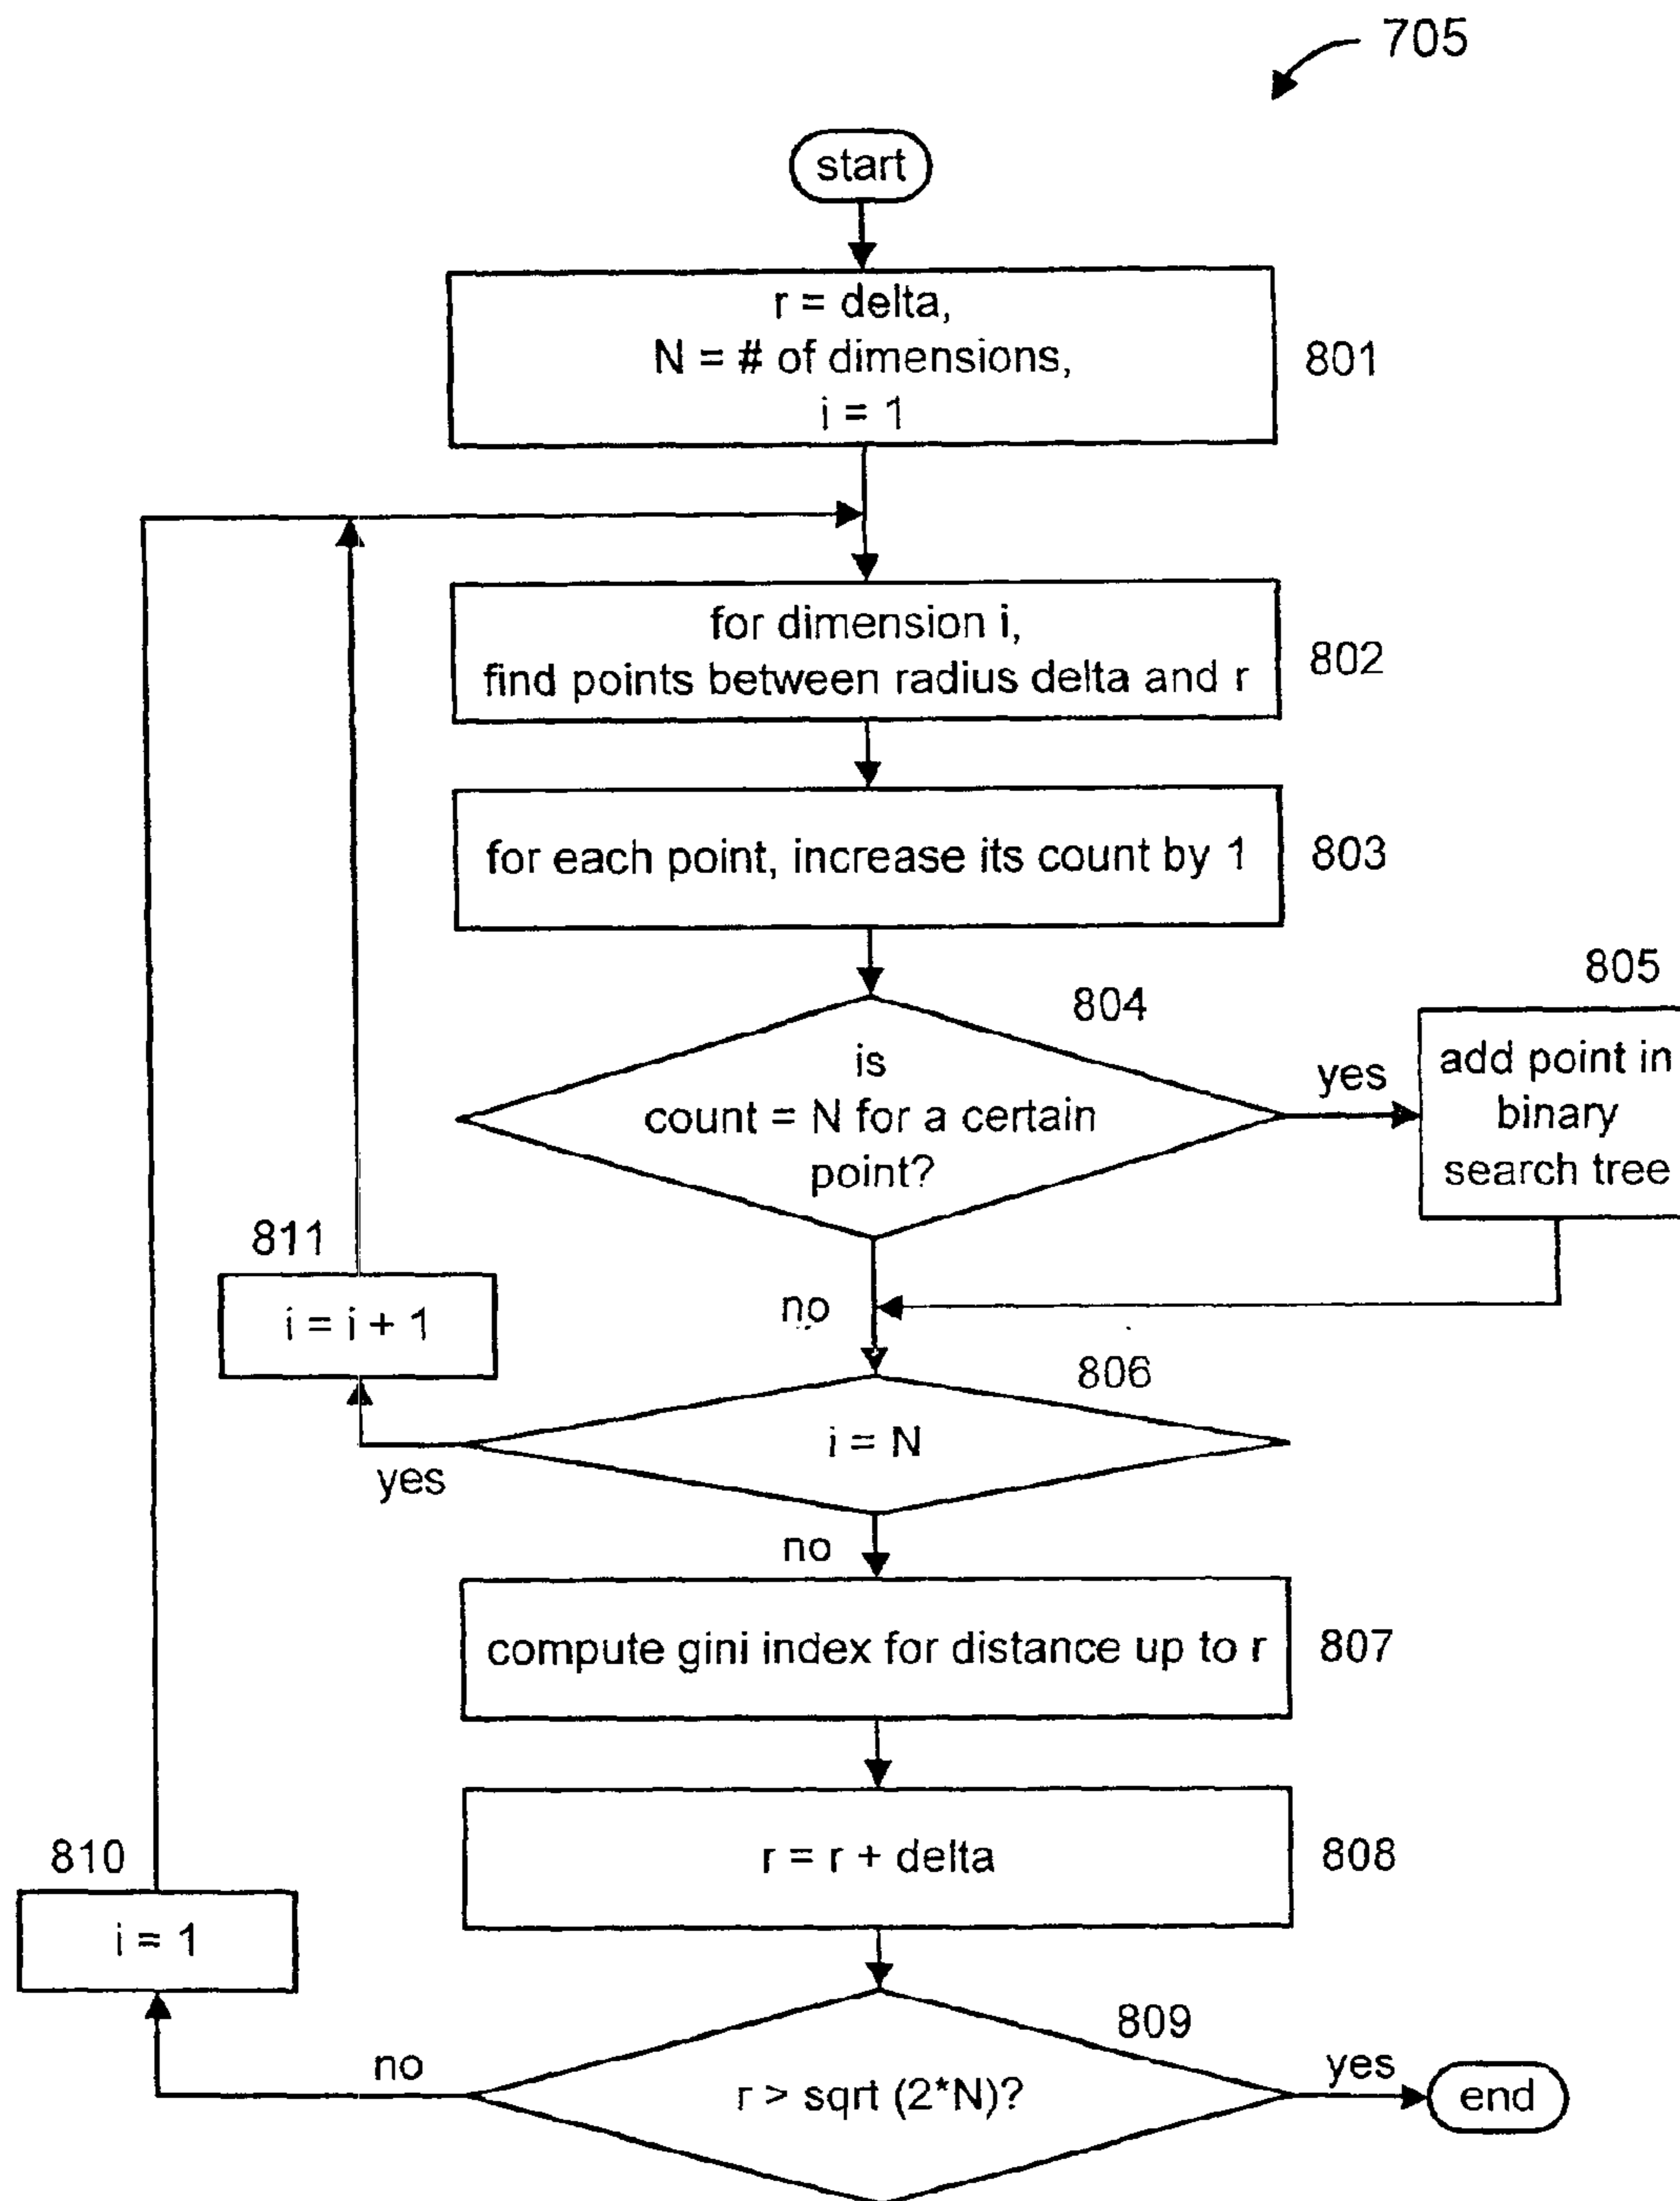 705
start
r = delta,
N = # of dimensions,
i = 1
801
for dimension i,
find points between radius delta and r
802
for each point, increase its count by 1
803
804
is
count = N for a certain
point?
yes
805
add point in
binary
search tree
no
811
i = i + 1
806
i = N
yes
no
compute gini index for distance up to r
807
r = r + delta
808
810
i = 1
809
r > sqrt (2*N)?
no
yes
end